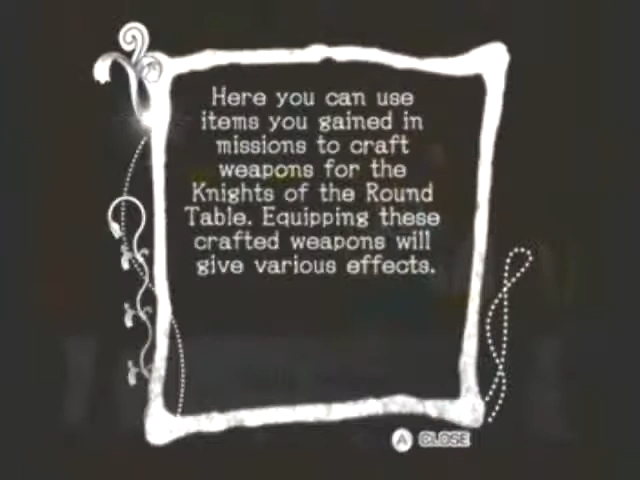 Here you can use
items you gained in
missions to craft
weapons for the
Knights of the Round
Table. Equipping these
crafted weapons will
give various effects.
A CLOSE